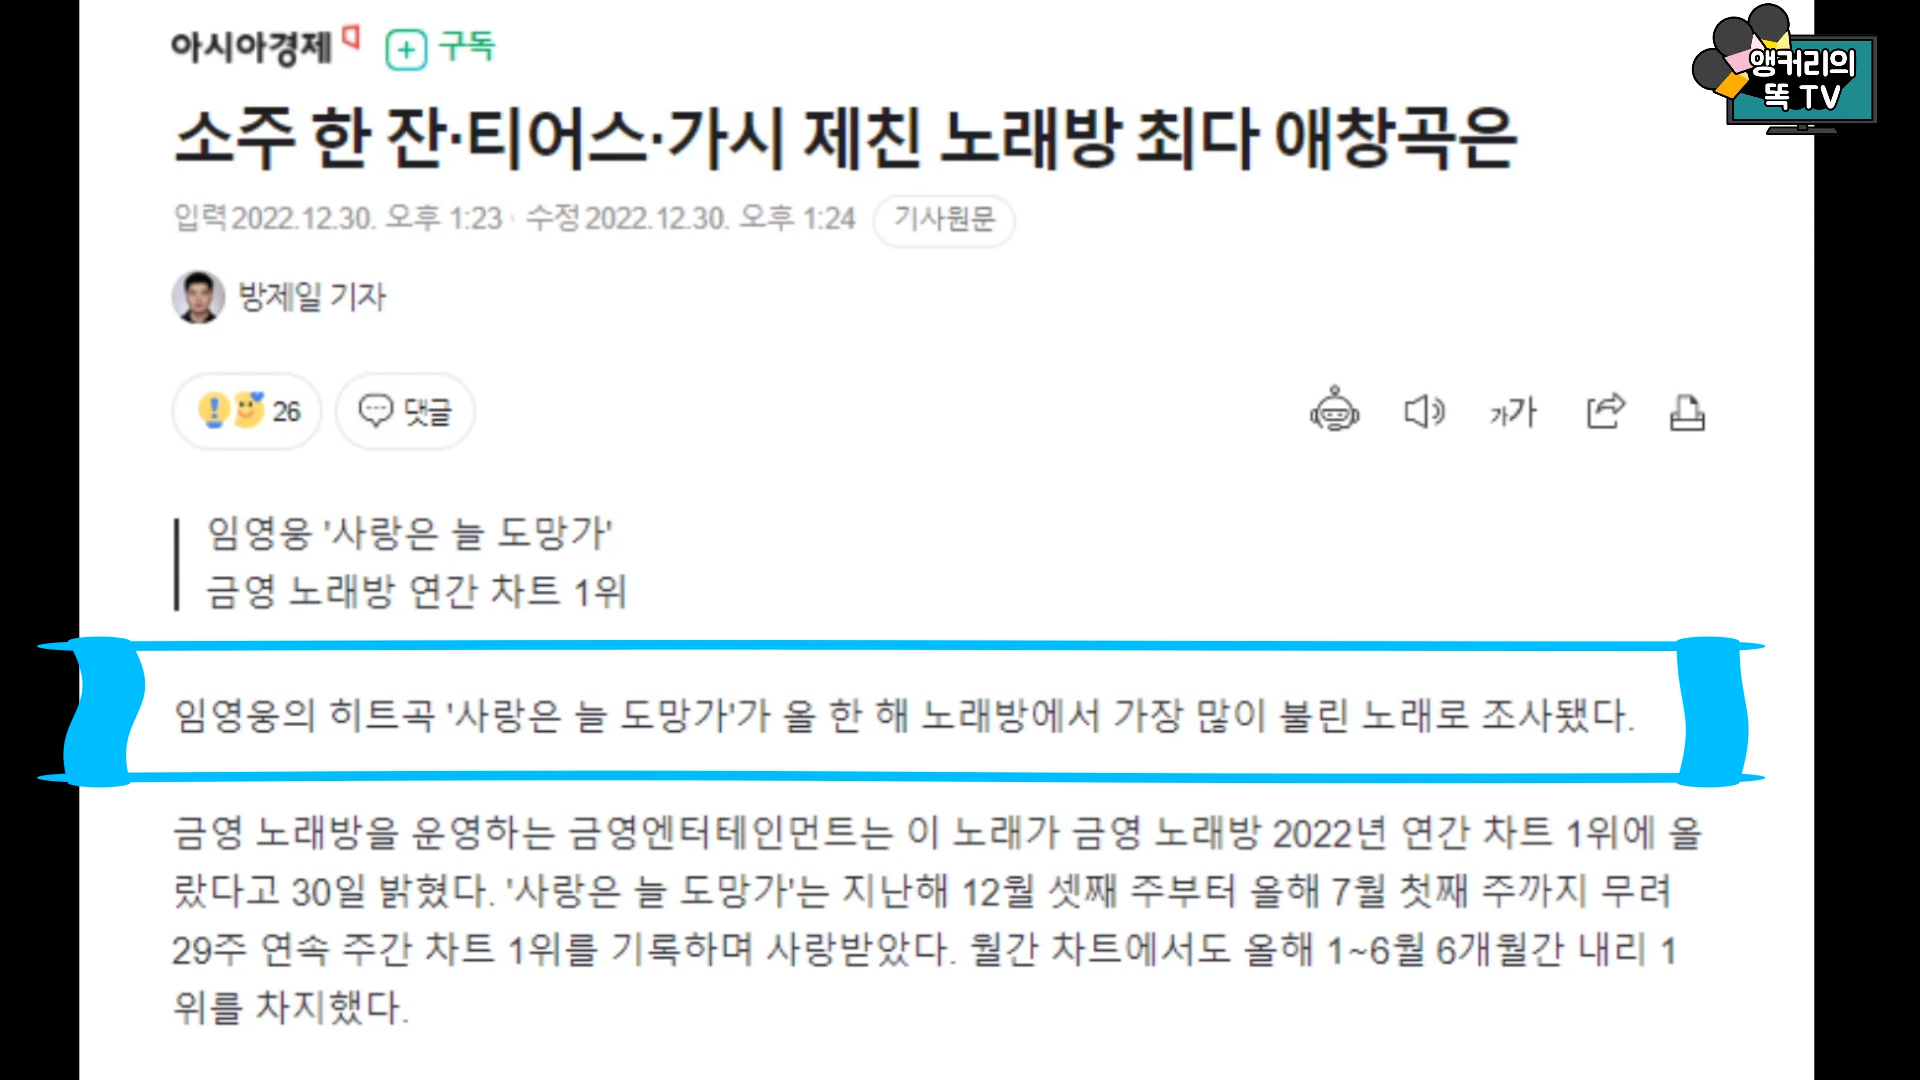 아시아경제
구독
앵커리의
똑 TV
소주 한 잔·티어스·가시 제친 노래방 최다 애창곡은
입력 2022.12.30. 오후 1:23 · 수정 2022.12.30. 오후 1:24 기사원문
방제일 기자
26 댓글 가가
임영웅 '사랑은 늘 도망가'
금영 노래방 연간 차트 1위
임영웅의 히트곡 '사랑은 늘 도망가'가 올 한 해 노래방에서 가장 많이 불린 노래로 조사됐다.
금영 노래방을 운영하는 금영엔터테인먼트는 이 노래가 금영 노래방 2022년 연간 차트 1위에 올
랐다고 30일 밝혔다. '사랑은 늘 도망가'는 지난해 12월 셋째 주부터 올해 7월 첫째 주까지 무려
29주 연속 주간 차트 1위를 기록하며 사랑받았다. 월간 차트에서도 올해 1~6월 6개월간 내리 1
위를 차지했다.